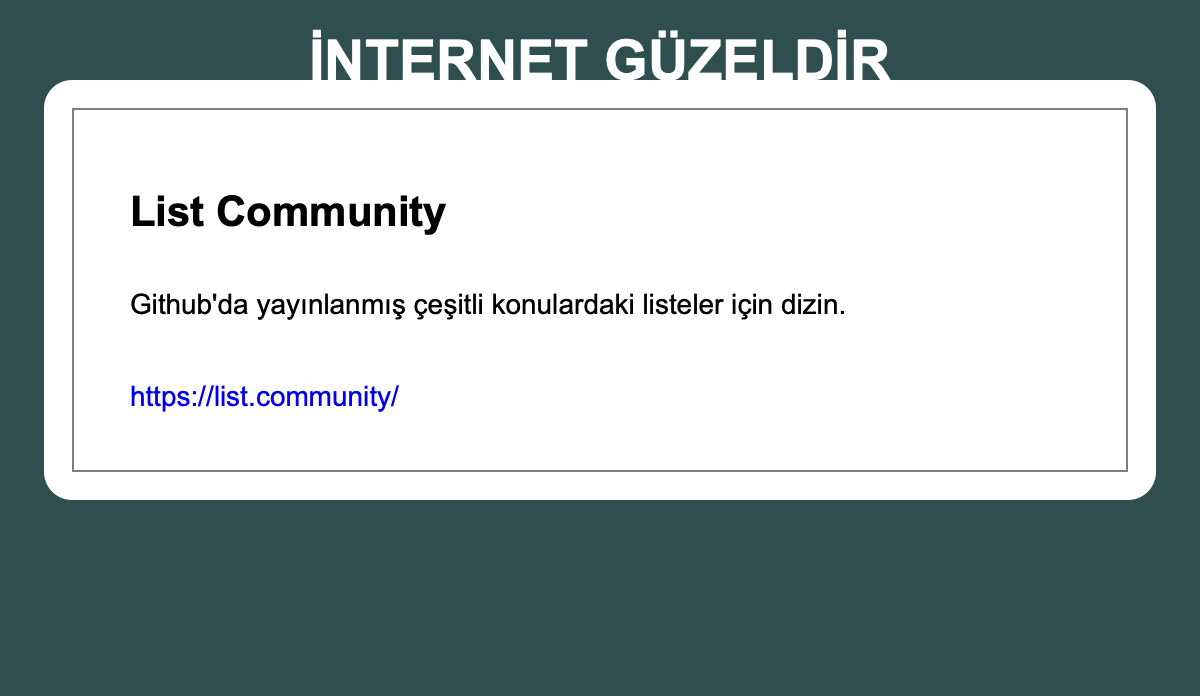 İNTERNET GÜZELDİR
List Community
Github'da yayınlanmış çeşitli konulardaki listeler için dizin.
https://list.community/